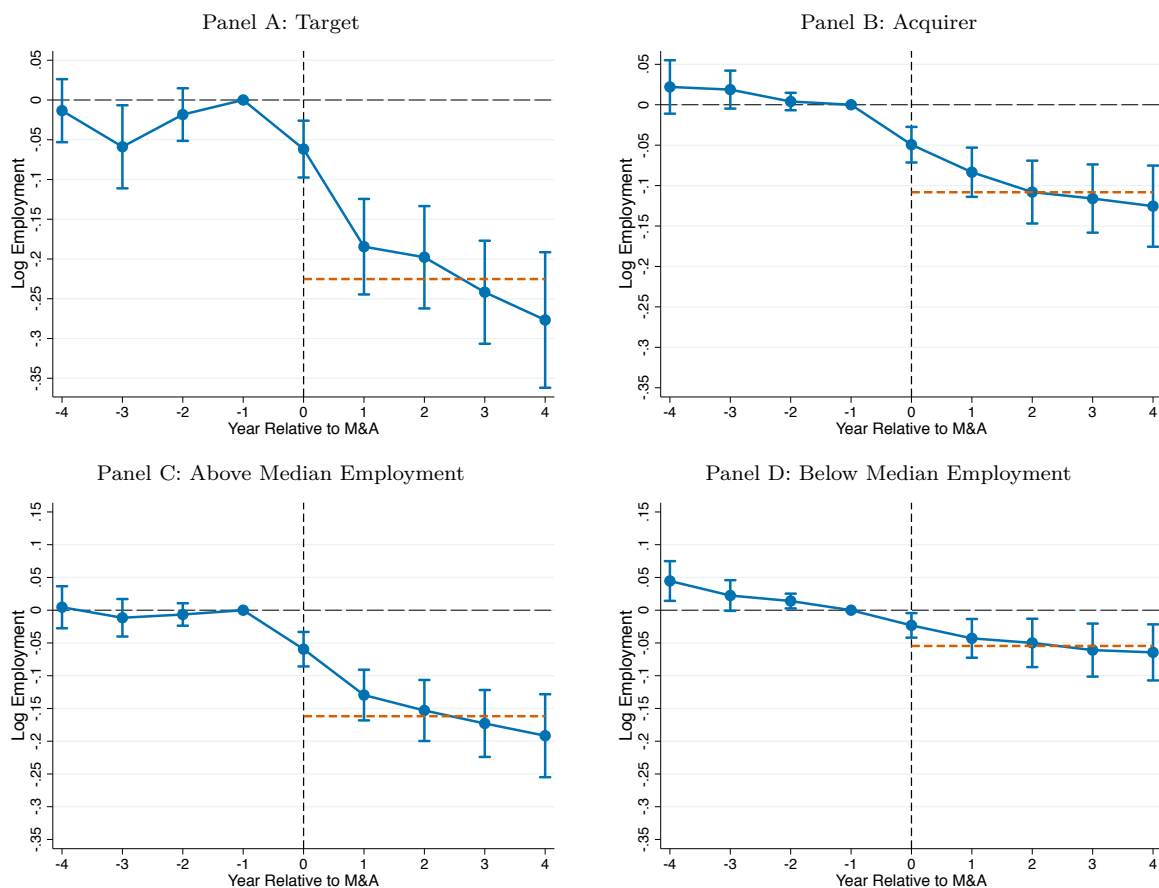 Panel A: Target
Log Employment
.05
0
-.05
-.1
-.15
-.2
-.25
-.3
-.35
-4 -3 -2 -1 0 1 2 3 4
Year Relative to M&A
Panel B: Acquirer
Log Employment
.05
0
-.05
-.1
-.15
-.2
-.25
-.3
-.35
-4 -3 -2 -1 0 1 2 3 4
Year Relative to M&A
Panel C: Above Median Employment
Log Employment
.15
.1
.05
0
-.05
-.1
-.15
-.2
-.25
-.3
-.35
-4 -3 -2 -1 0 1 2 3 4
Year Relative to M&A
Panel D: Below Median Employment
Log Employment
.15
.1
.05
0
-.05
-.1
-.15
-.2
-.25
-.3
-.35
-4 -3 -2 -1 0 1 2 3 4
Year Relative to M&A